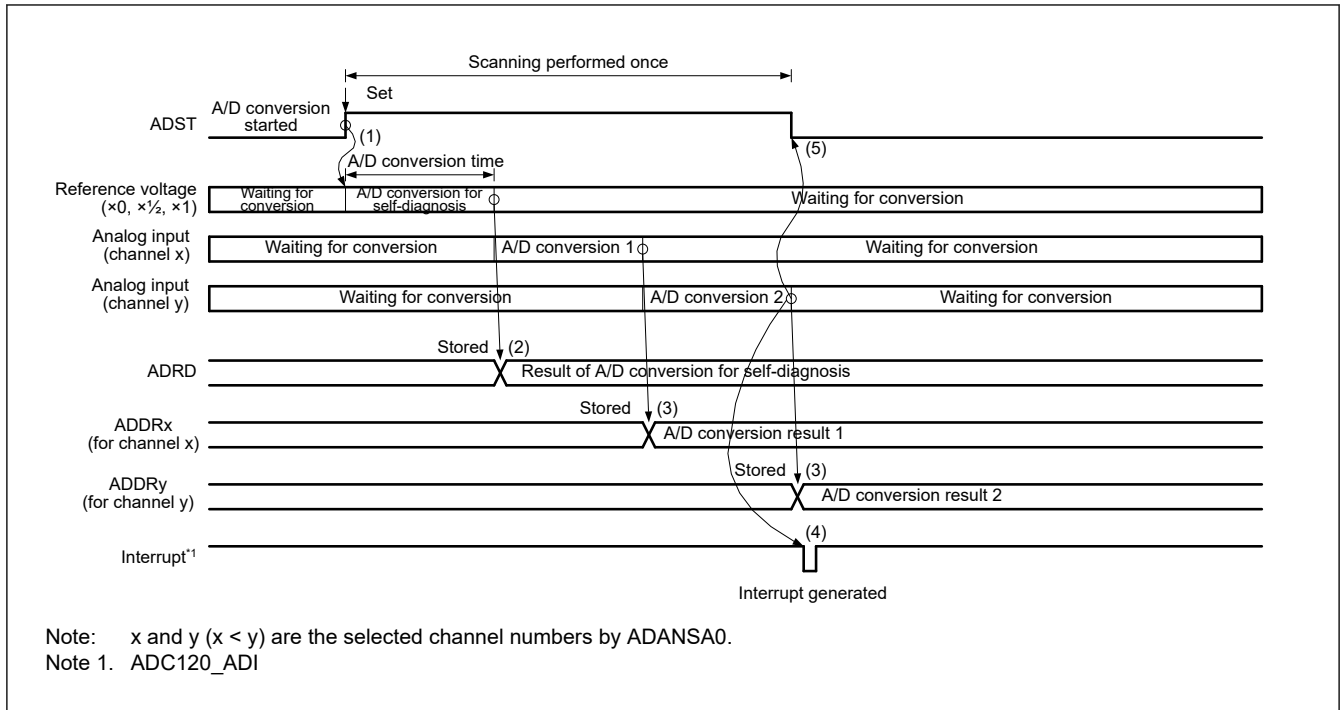 Scanning performed once
Set
A/D conversion
started
ADST
(1)
(5)
A/D conversion time
Reference voltage
(×0, ×½, ×1)
Waiting for
conversion
A/D conversion for
self-diagnosis
Waiting for conversion
Analog input
(channel x)
Waiting for conversion
A/D conversion 1
Waiting for conversion
Analog input
(channel y)
Waiting for conversion
A/D conversion 2
Waiting for conversion
Stored (2)
ADRD
Result of A/D conversion for self-diagnosis
Stored (3)
ADDRx
(for channel x)
A/D conversion result 1
Stored (3)
ADDRy
(for channel y)
A/D conversion result 2
(4)
Interrupt*1
Interrupt generated
Note: x and y (x < y) are the selected channel numbers by ADANSA0.
Note 1. ADC120_ADI